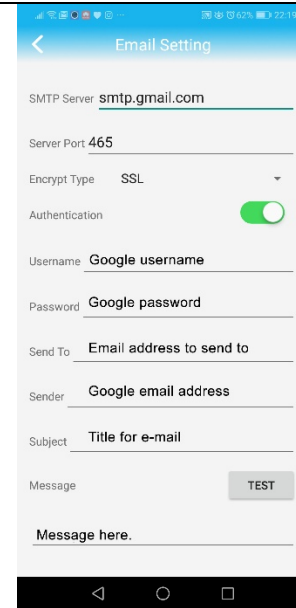 62% 22:19
Email Setting
SMTP Server smtp.gmail.com
Server Port 465
Encrypt Type SSL
Authentication
Username Google username
Password Google password
Send To Email address to send to
Sender Google email address
Subject Title for e-mail
Message TEST
Message here.